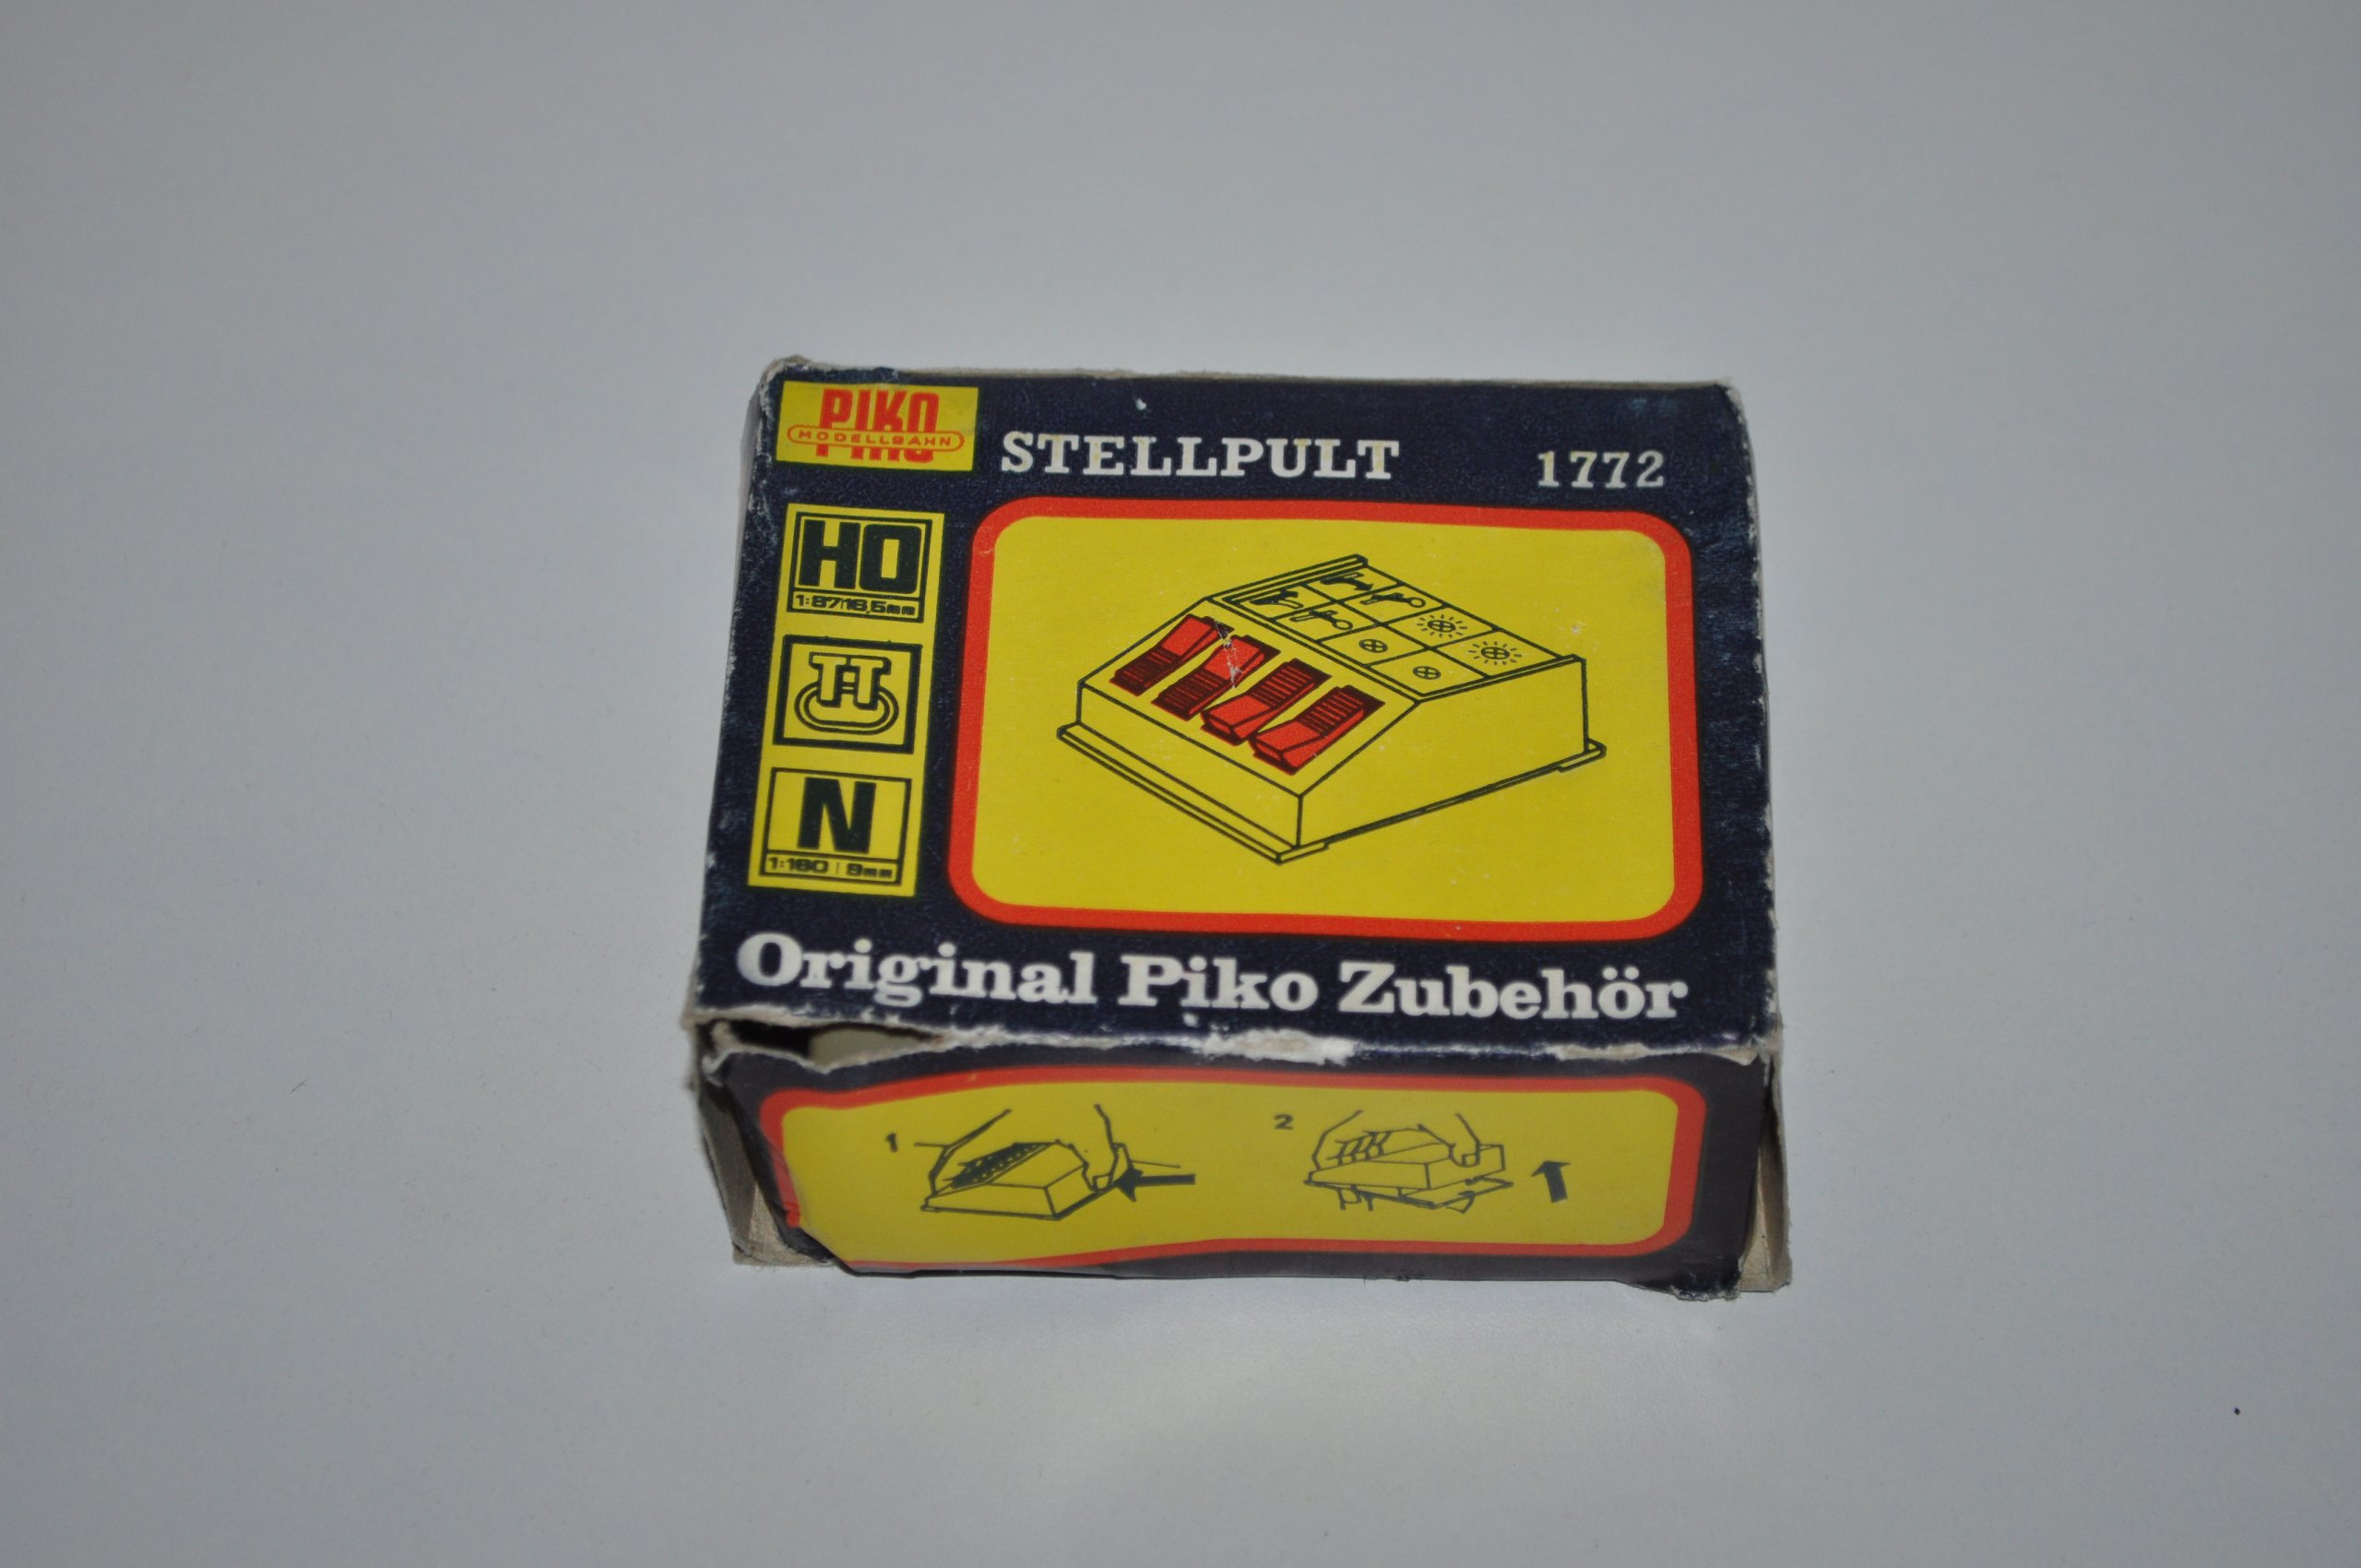 PIKO
MODELLBAHN
STELLPULT 1772
HO
1:87/16,5mm
TT
N
1:160 | 9mm
Original Piko Zubehör
1
2